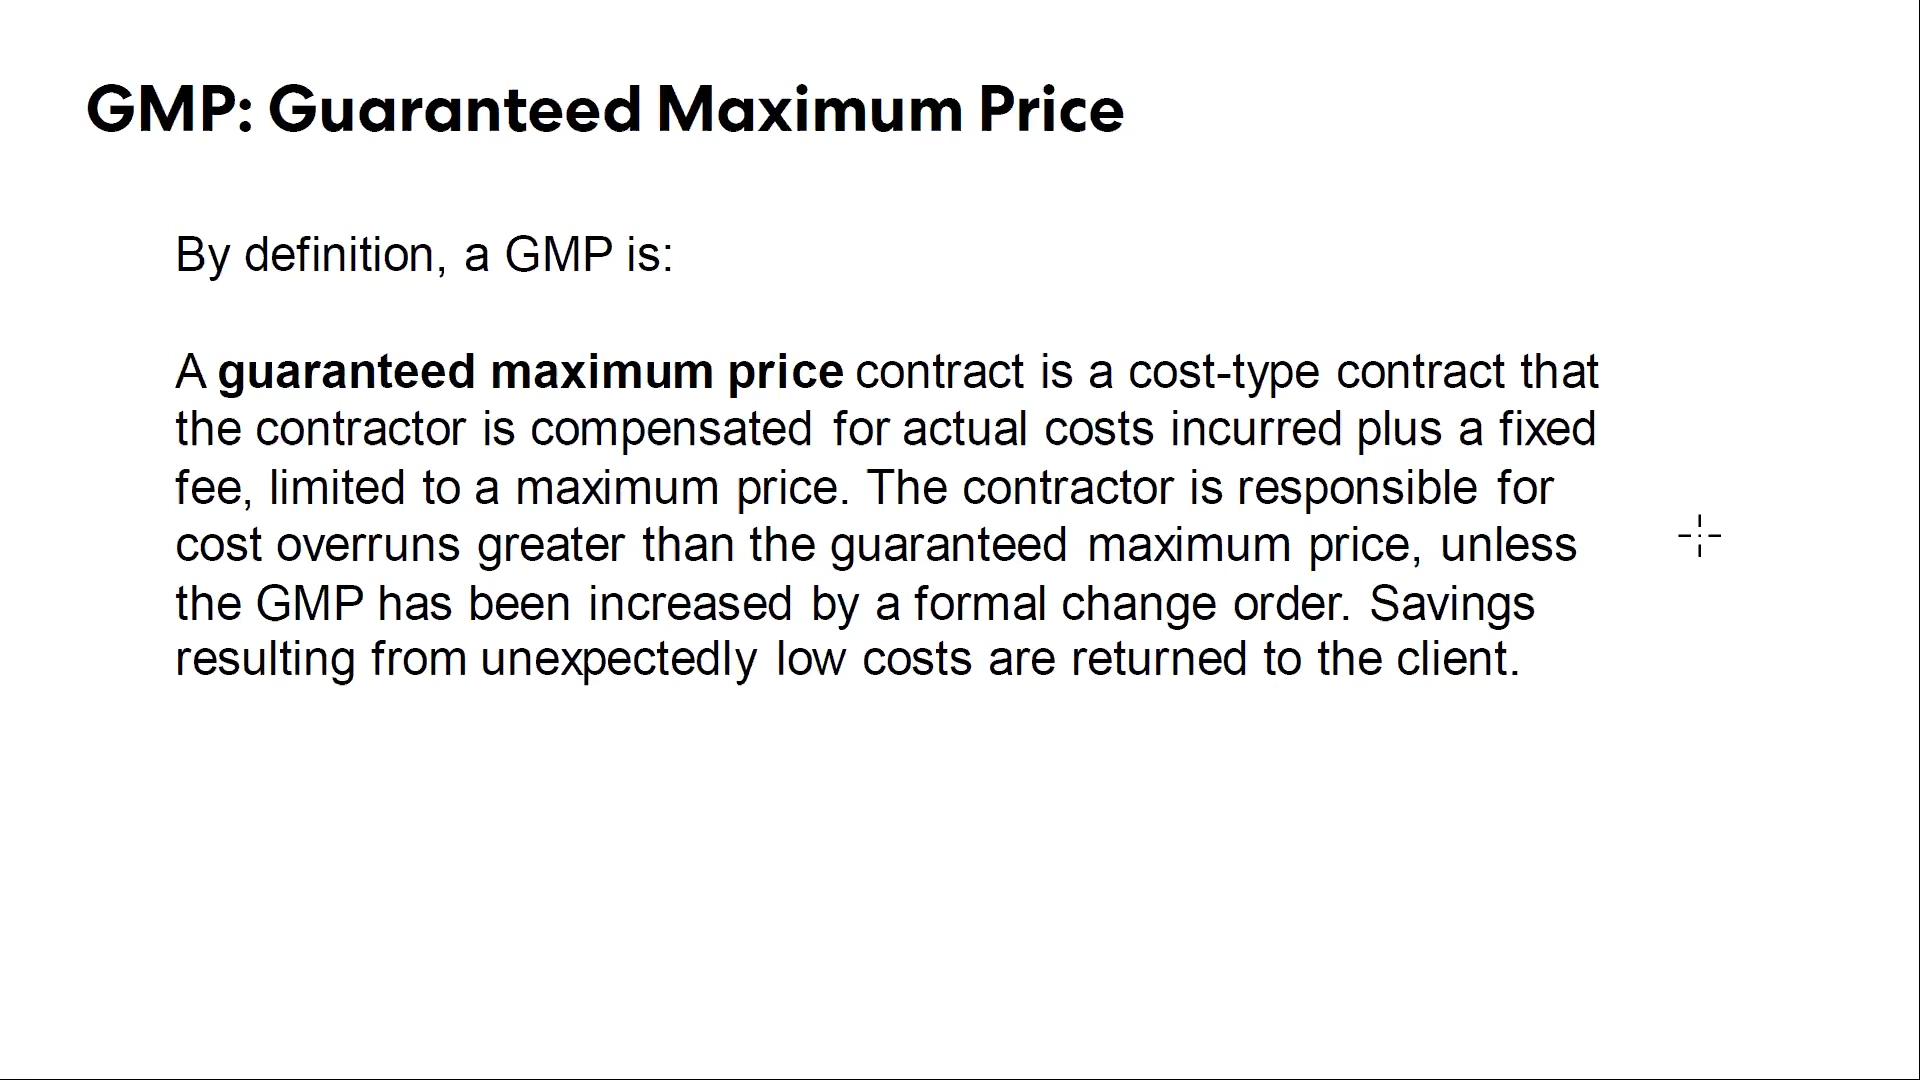 GMP: Guaranteed Maximum Price
By definition, a GMP is:
A guaranteed maximum price contract is a cost-type contract that
the contractor is compensated for actual costs incurred plus a fixed
fee, limited to a maximum price. The contractor is responsible for
cost overruns greater than the guaranteed maximum price, unless
the GMP has been increased by a formal change order. Savings
resulting from unexpectedly low costs are returned to the client.